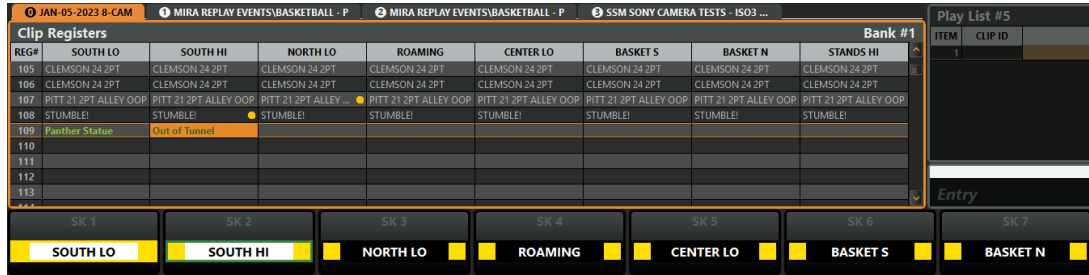 0 JAN-05-2023 8-CAM 1 MIRA REPLAY EVENTS\BASKETBALL - P 2 MIRA REPLAY EVENTS\BASKETBALL - P 3 SSM SONY CAMERA TESTS - ISO3 ...
Play List #5
Clip Registers Bank #1
ITEM CLIP ID
REG# SOUTH LO SOUTH HI NORTH LO ROAMING CENTER LO BASKET S BASKET N STANDS HI
1
105 CLEMSON 24 2PT CLEMSON 24 2PT CLEMSON 24 2PT CLEMSON 24 2PT CLEMSON 24 2PT CLEMSON 24 2PT CLEMSON 24 2PT CLEMSON 24 2PT
106 CLEMSON 24 2PT CLEMSON 24 2PT CLEMSON 24 2PT CLEMSON 24 2PT CLEMSON 24 2PT CLEMSON 24 2PT CLEMSON 24 2PT CLEMSON 24 2PT
107 PITT 21 2PT ALLEY OOP PITT 21 2PT ALLEY OOP PITT 21 2PT ALLEY ... PITT 21 2PT ALLEY OOP PITT 21 2PT ALLEY OOP PITT 21 2PT ALLEY OOP PITT 21 2PT ALLEY OOP PITT 21 2PT ALLEY OOP
108 STUMBLE! STUMBLE! STUMBLE! STUMBLE! STUMBLE! STUMBLE! STUMBLE! STUMBLE!
109 Panther Statue Out of Tunnel
110
111
112
113
Entry
SK 1 SK 2 SK 3 SK 4 SK 5 SK 6 SK 7
SOUTH LO SOUTH HI NORTH LO ROAMING CENTER LO BASKET S BASKET N